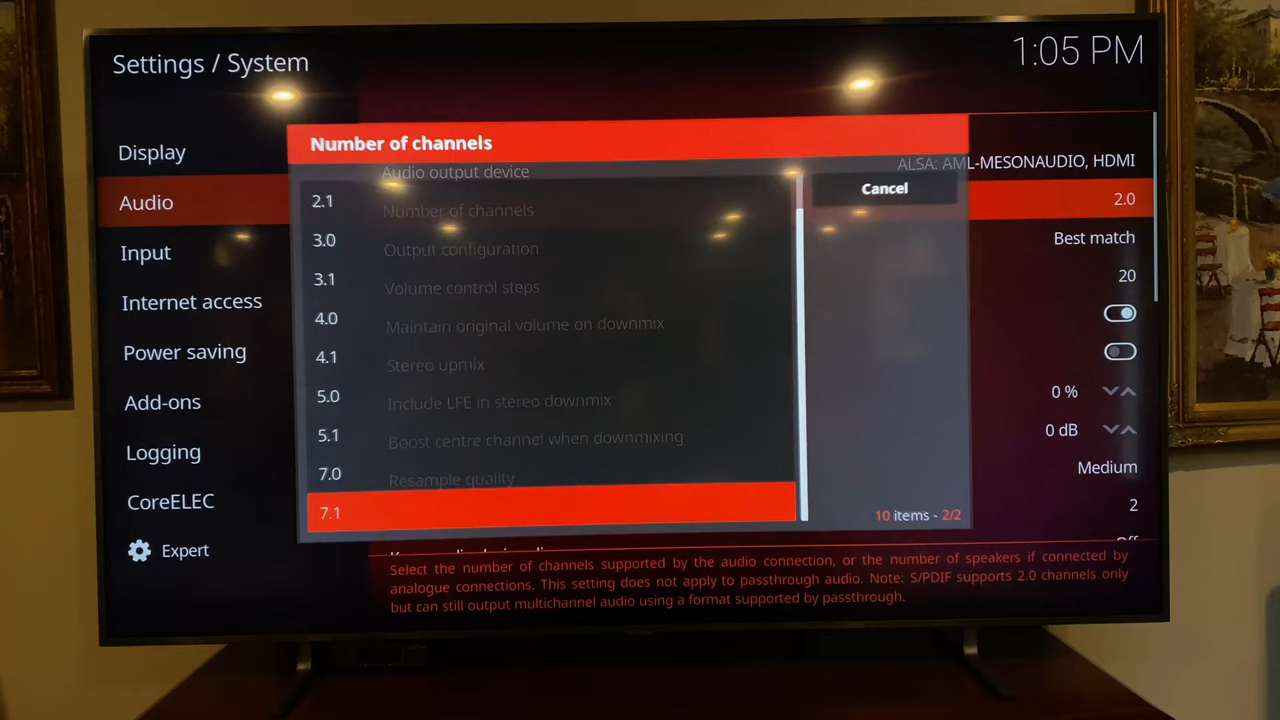 Settings / System
1:05 PM
Display
Audio
Input
Internet access
Power saving
Add-ons
Logging
CoreELEC
Expert
Number of channels
2.1
3.0
3.1
4.0
4.1
5.0
5.1
7.0
7.1
Cancel
10 items - 2/2
Audio output device
Number of channels
Output configuration
Volume control steps
Maintain original volume on downmix
Stereo upmix
Include LFE in stereo downmix
Boost centre channel when downmixing
Resample quality
ALSA: AML-MESONAUDIO, HDMI
2.0
Best match
20
0 %
0 dB
Medium
2
Off
Select the number of channels supported by the audio connection, or the number of speakers if connected by
analogue connections. This setting does not apply to passthrough audio. Note: S/PDIF supports 2.0 channels only
but can still output multichannel audio using a format supported by passthrough.